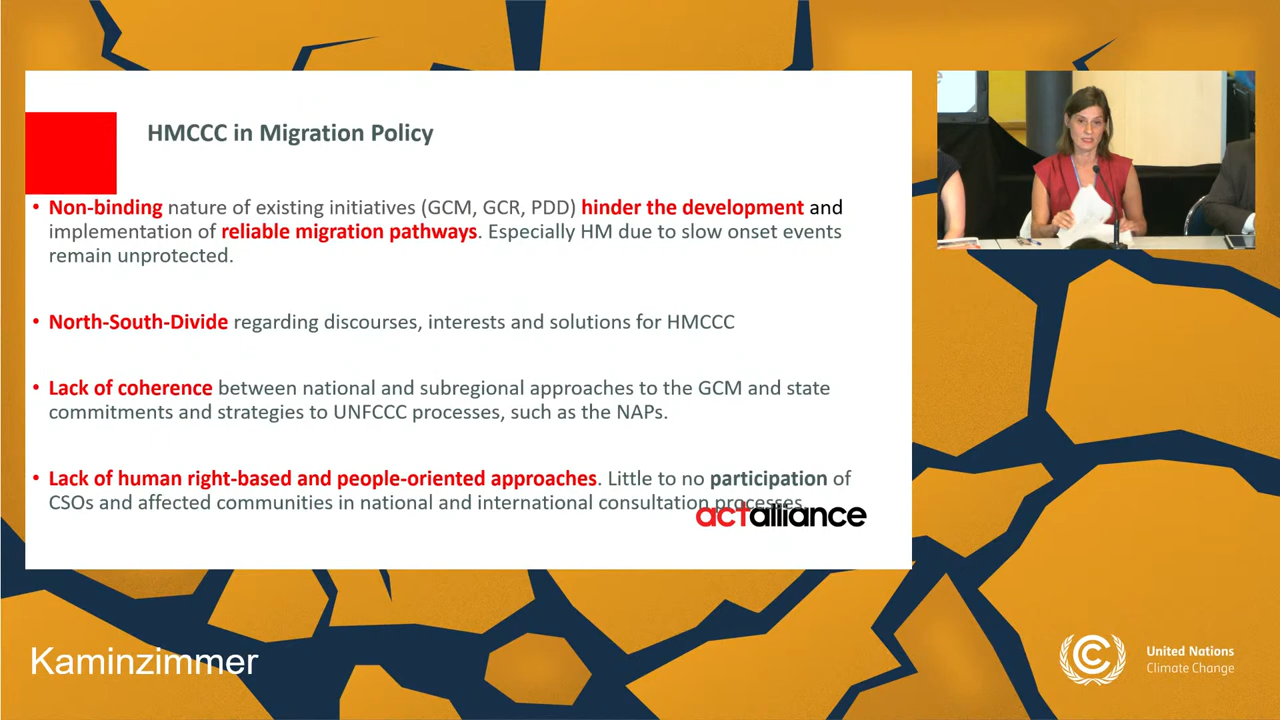 HMCCC in Migration Policy
• Non-binding nature of existing initiatives (GCM, GCR, PDD) hinder the development and
implementation of reliable migration pathways. Especially HM due to slow onset events
remain unprotected.
• North-South-Divide regarding discourses, interests and solutions for HMCCC
• Lack of coherence between national and subregional approaches to the GCM and state
commitments and strategies to UNFCCC processes, such as the NAPs.
• Lack of human right-based and people-oriented approaches. Little to no participation of
CSOs and affected communities in national and international consultation processes.
actalliance
Kaminzimmer
United Nations
Climate Change